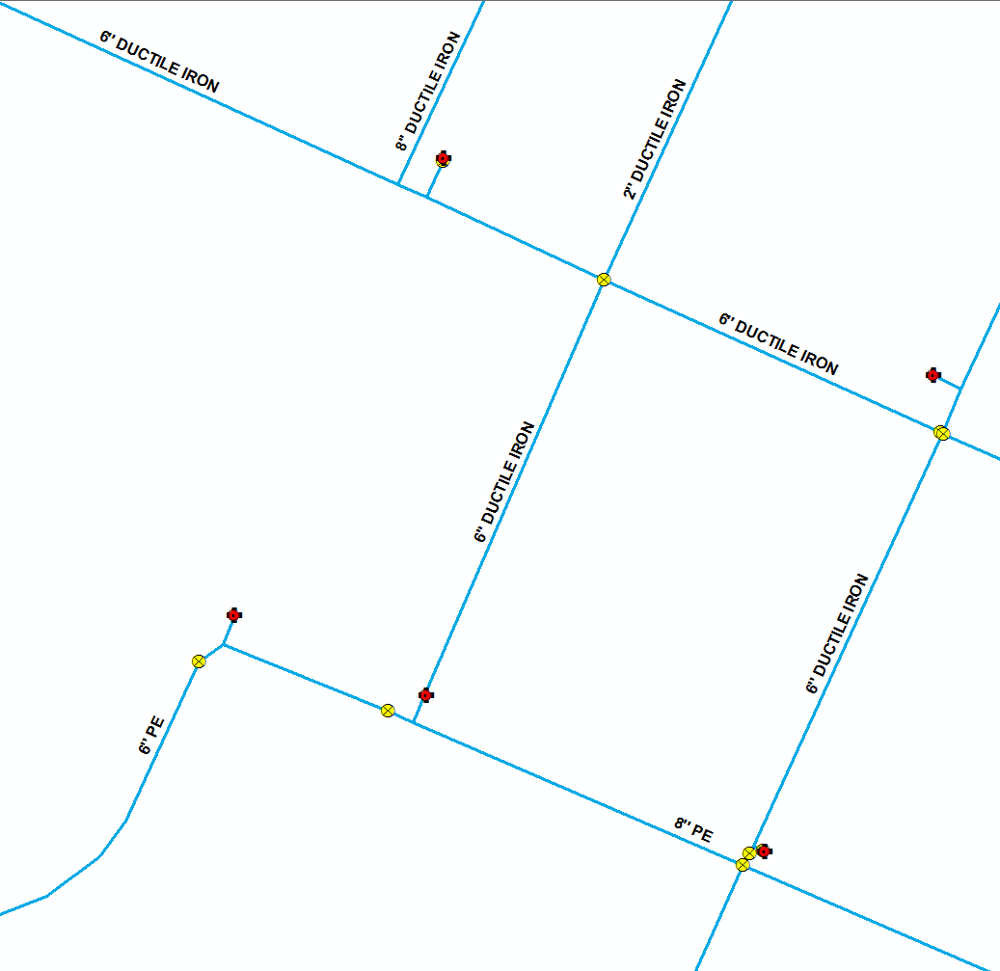 6" DUCTILE IRON
8" DUCTILE IRON
2" DUCTILE IRON
6" DUCTILE IRON
6" DUCTILE IRON
6" DUCTILE IRON
6" PE
8" PE